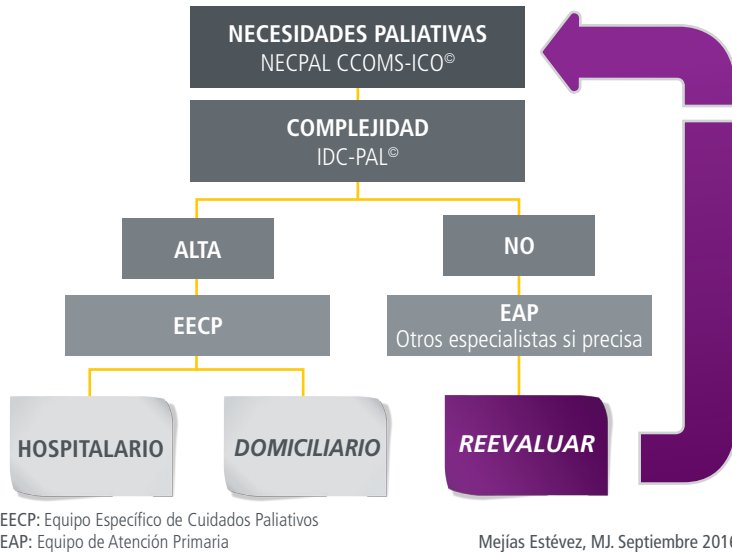 NECESIDADES PALIATIVAS
NECPAL CCOMS-ICO©
COMPLEJIDAD
IDC-PAL©
ALTA
NO
EECP
EAP
Otros especialistas si precisa
HOSPITALARIO
DOMICILIARIO
REEVALUAR
EECP: Equipo Específico de Cuidados Paliativos
EAP: Equipo de Atención Primaria
Mejías Estévez, MJ. Septiembre 2016